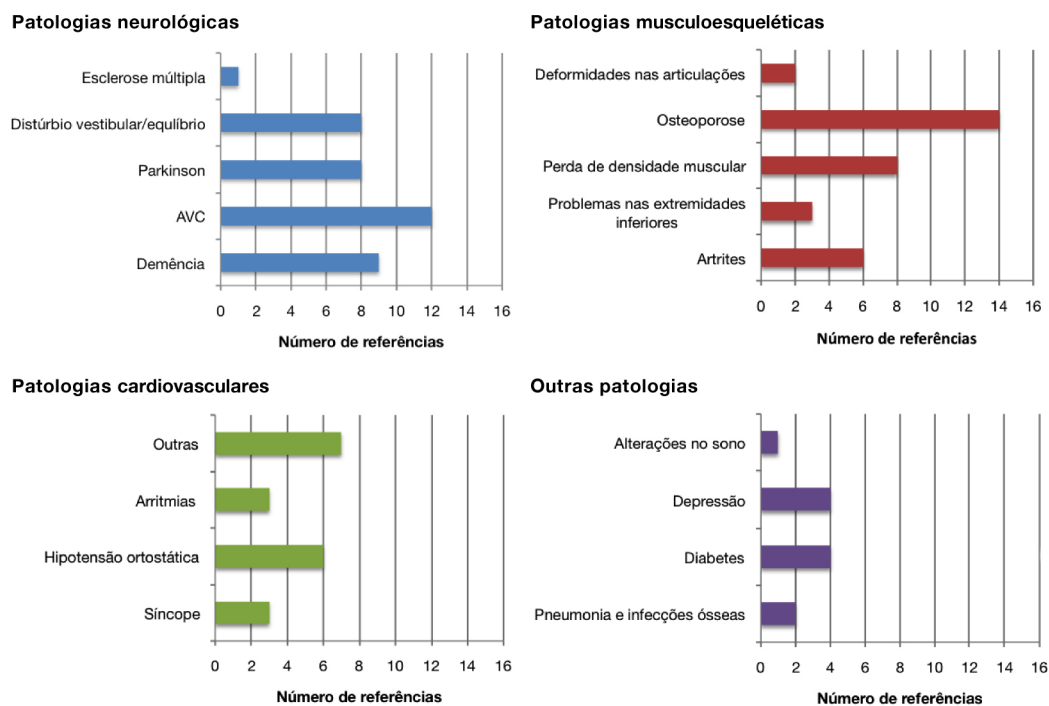 Patologias neurológicas
Esclerose múltipla
Distúrbio vestibular/equlíbrio
Parkinson
AVC
Demência
0 2 4 6 8 10 12 14 16
Número de referências
Patologias musculoesqueléticas
Deformidades nas articulações
Osteoporose
Perda de densidade muscular
Problemas nas extremidades
inferiores
Artrites
0 2 4 6 8 10 12 14 16
Número de referências
Patologias cardiovasculares
Outras
Arritmias
Hipotensão ortostática
Síncope
0 2 4 6 8 10 12 14 16
Número de referências
Outras patologias
Alterações no sono
Depressão
Diabetes
Pneumonia e infecções ósseas
0 2 4 6 8 10 12 14 16
Número de referências